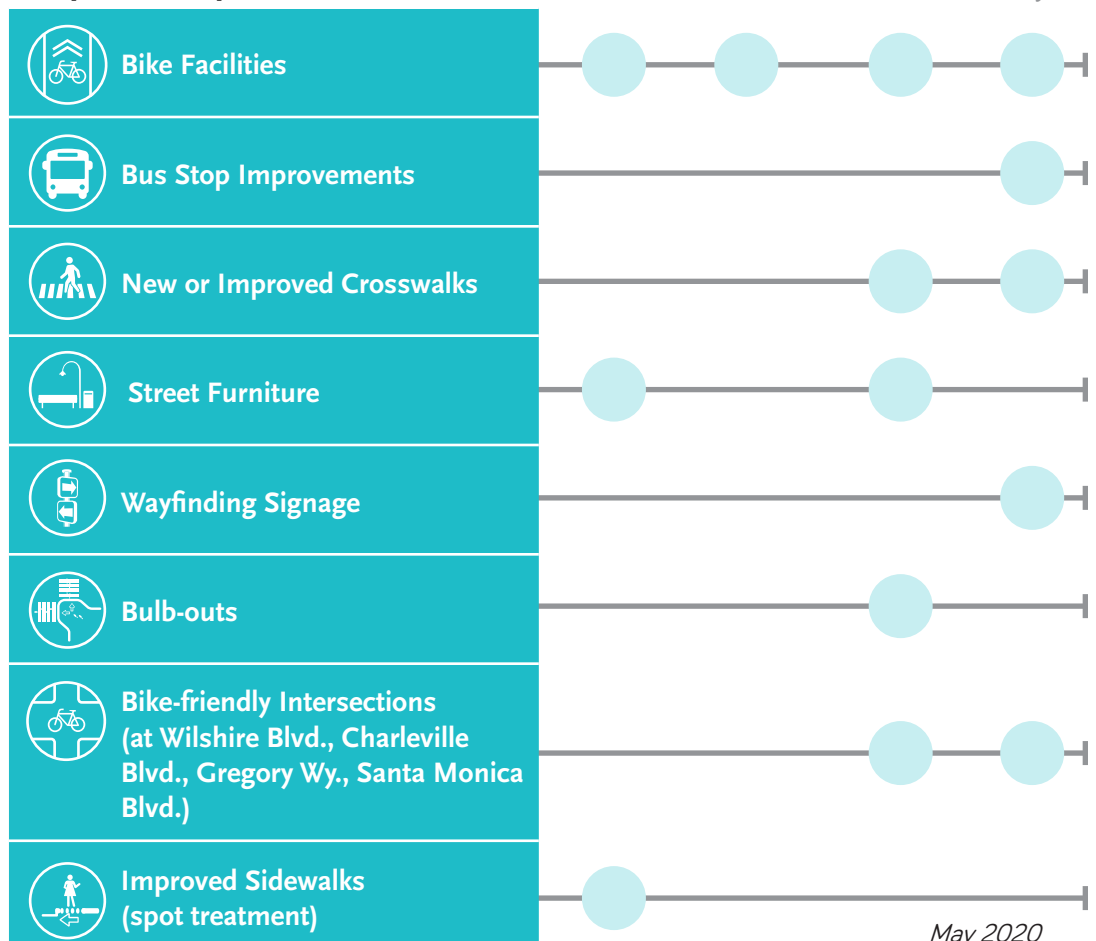 Bike Facilities
Bus Stop Improvements
New or Improved Crosswalks
Street Furniture
Wayfinding Signage
Bulb-outs
Bike-friendly Intersections
(at Wilshire Blvd., Charleville
Blvd., Gregory Wy., Santa Monica
Blvd.)
Improved Sidewalks
(spot treatment)
May 2020